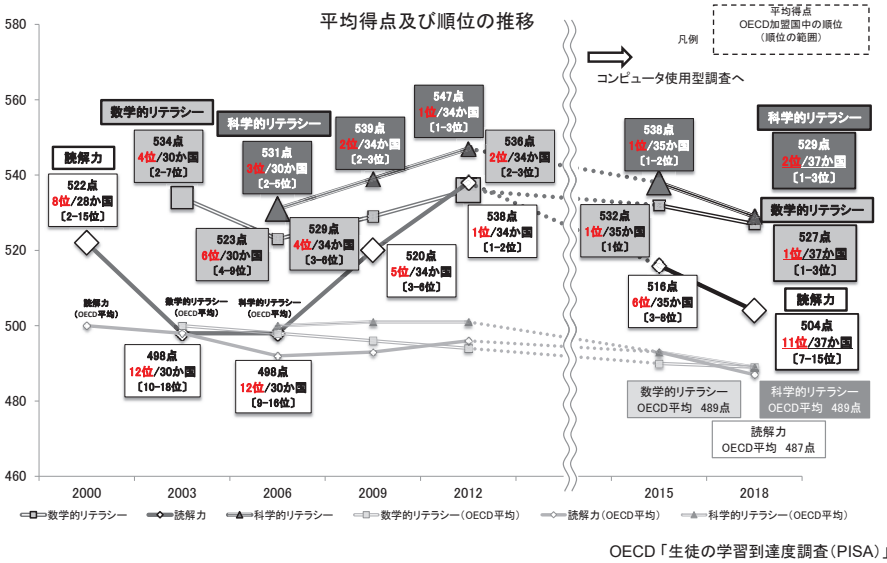 平均得点及び順位の推移
平均得点
OECD加盟国中の順位
(順位の範囲)
凡例
コンピュータ使用型調査へ
580
560
540
520
500
480
460
読解力
522点
8位/28か国
[2-15位]
数学的リテラシー
534点
4位/30か国
[2-7位]
科学的リテラシー
531点
3位/30か国
[2-5位]
539点
2位/34か国
[2-3位]
547点
1位/34か国
[1-3位]
536点
2位/34か国
[2-3位]
523点
6位/30か国
[4-9位]
529点
4位/34か国
[3-6位]
520点
5位/34か国
[3-6位]
538点
1位/34か国
[1-2位]
498点
12位/30か国
[10-18位]
498点
12位/30か国
[9-16位]
読解力
(OECD平均)
数学的リテラシー
(OECD平均)
科学的リテラシー
(OECD平均)
538点
1位/35か国
[1-2位]
532点
1位/35か国
[1位]
516点
6位/35か国
[3-8位]
科学的リテラシー
529点
2位/37か国
[1-3位]
数学的リテラシー
527点
1位/37か国
[1-3位]
読解力
504点
11位/37か国
[7-15位]
数学的リテラシー
OECD平均 489点
科学的リテラシー
OECD平均 489点
読解力
OECD平均 487点
2000 2003 2006 2009 2012 2015 2018
数学的リテラシー 読解力 科学的リテラシー 数学的リテラシー(OECD平均) 読解力(OECD平均) 科学的リテラシー(OECD平均)
OECD「生徒の学習到達度調査(PISA)」